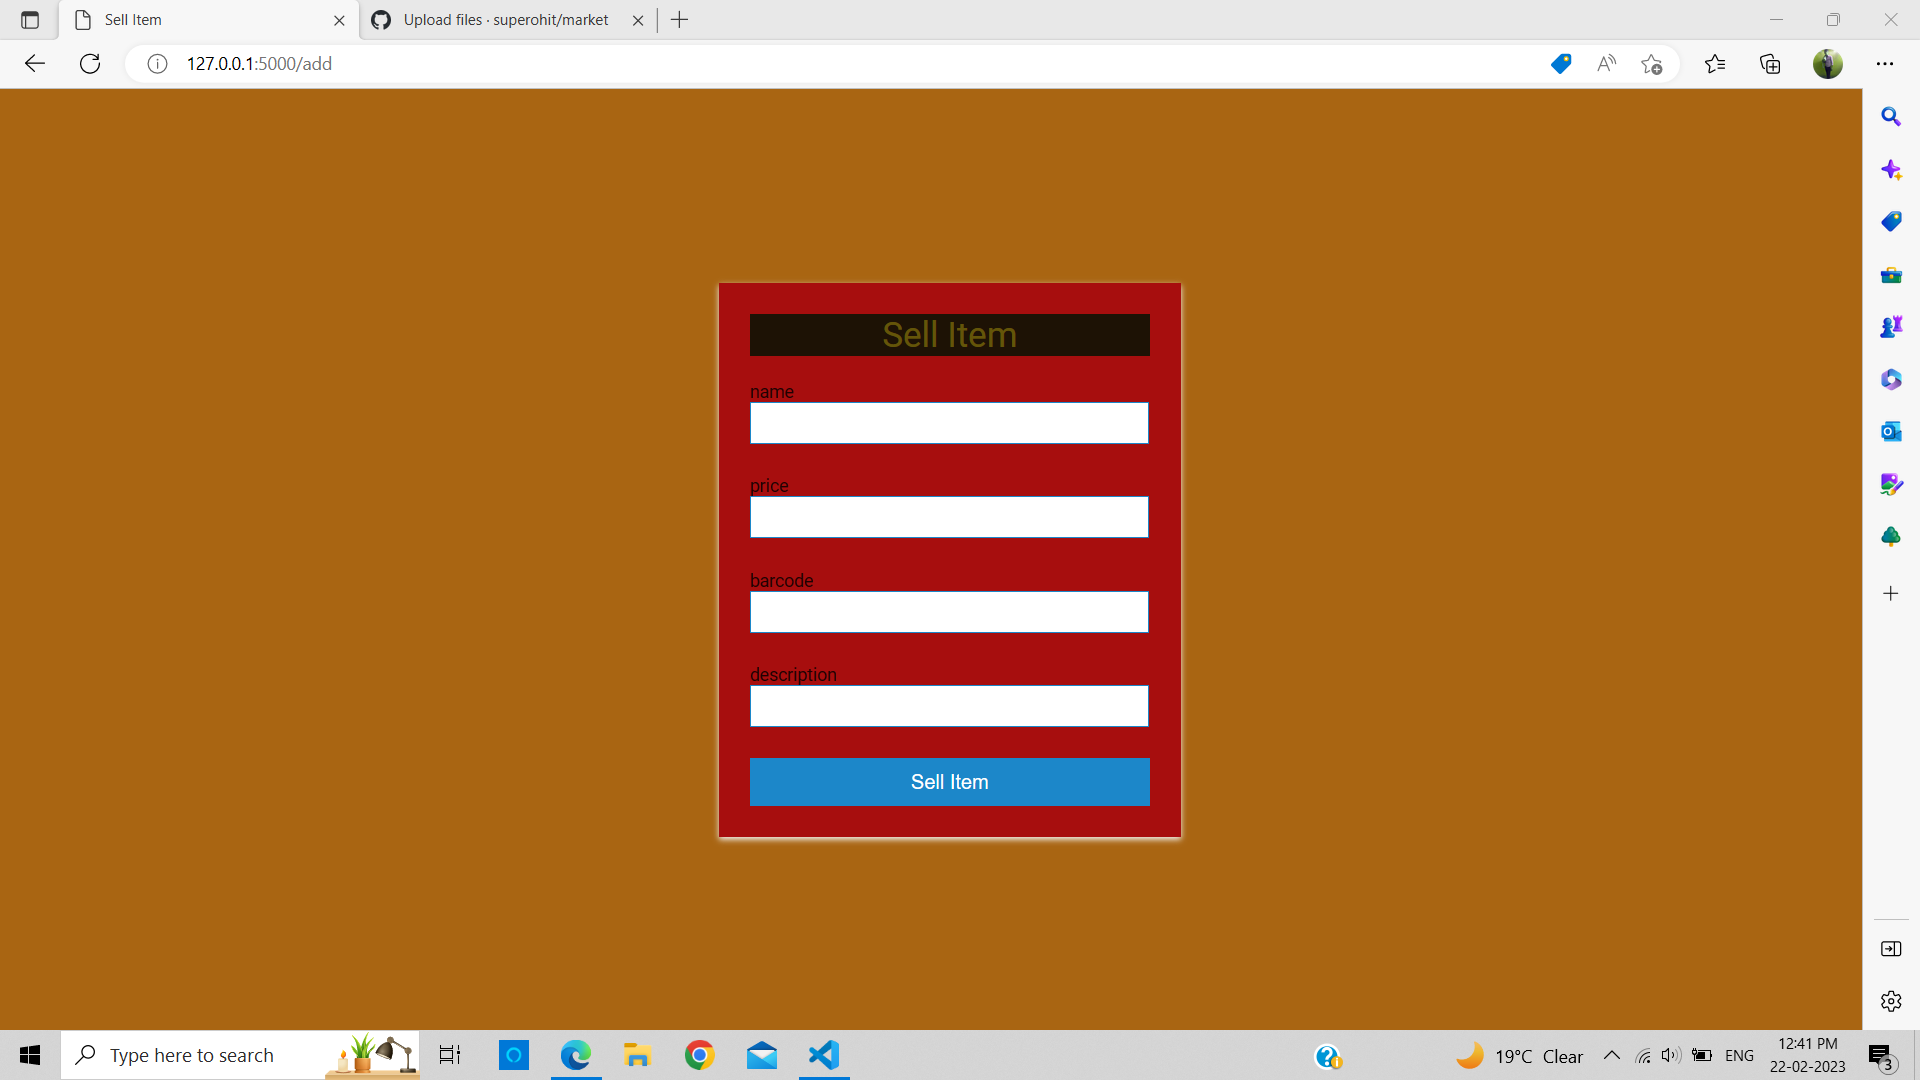 Sell Item
Upload files · superohit/market
127.0.0.1:5000/add
Sell Item
name
price
barcode
description
Sell Item
Type here to search
19°C Clear
ENG
12:41 PM
22-02-2023
3